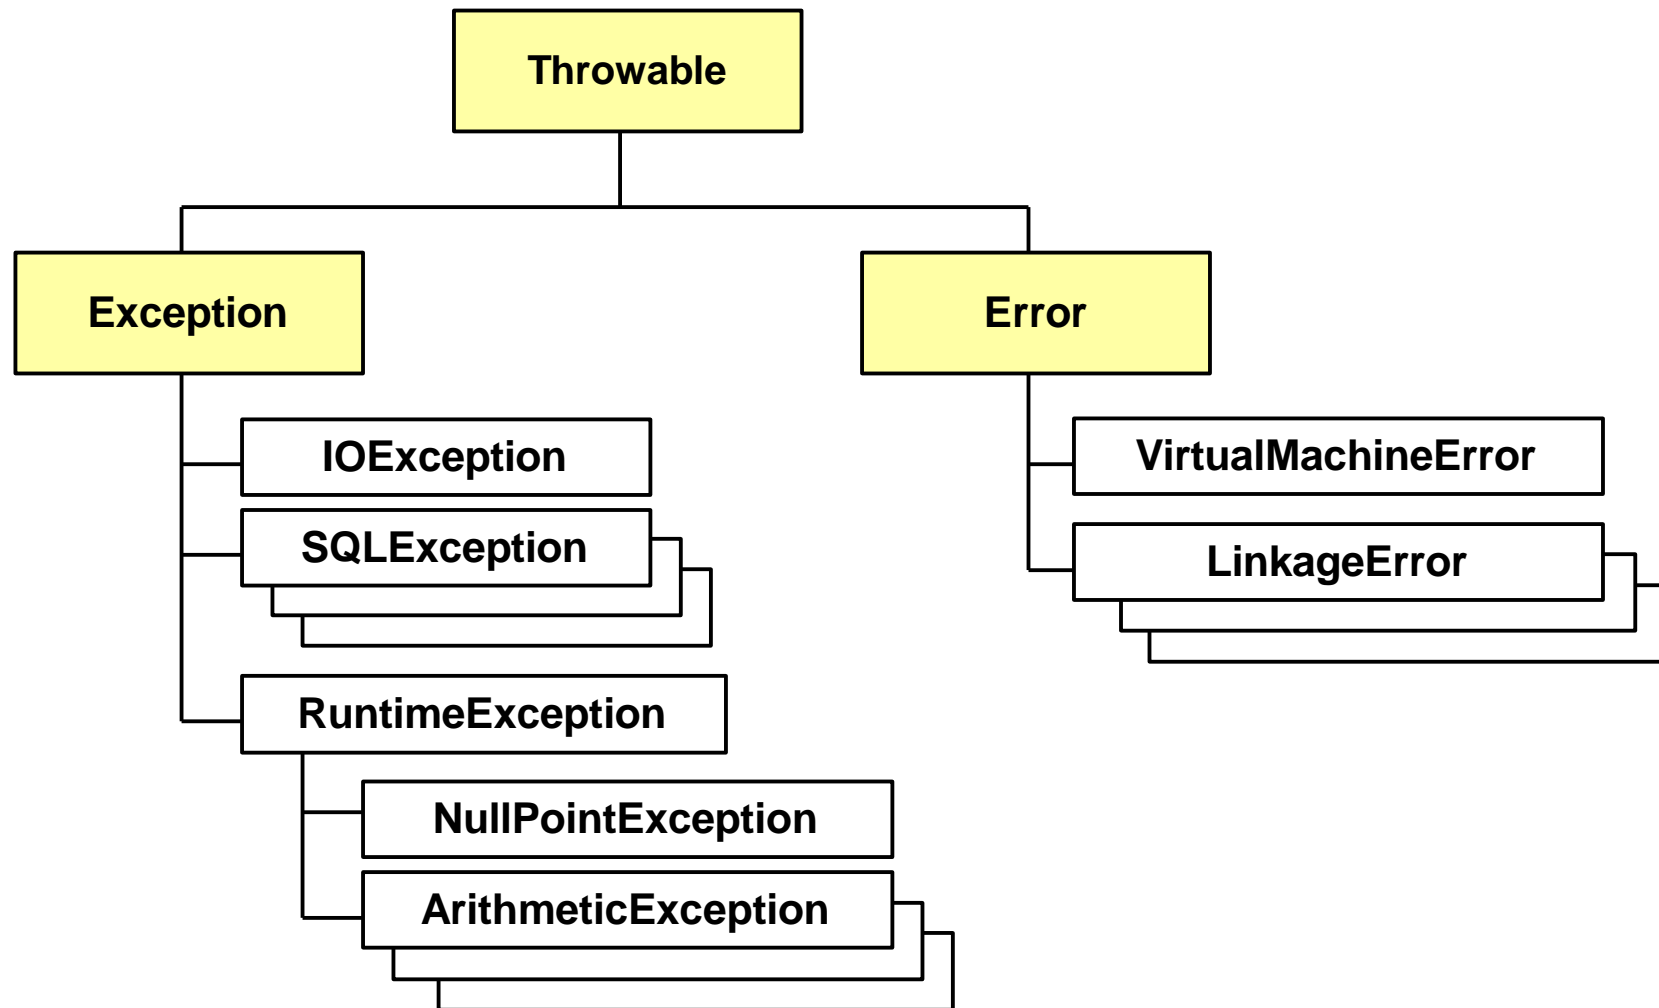 Throwable
Exception
Error
IOException
VirtualMachineError
SQLException
LinkageError
RuntimeException
NullPointException
ArithmeticException